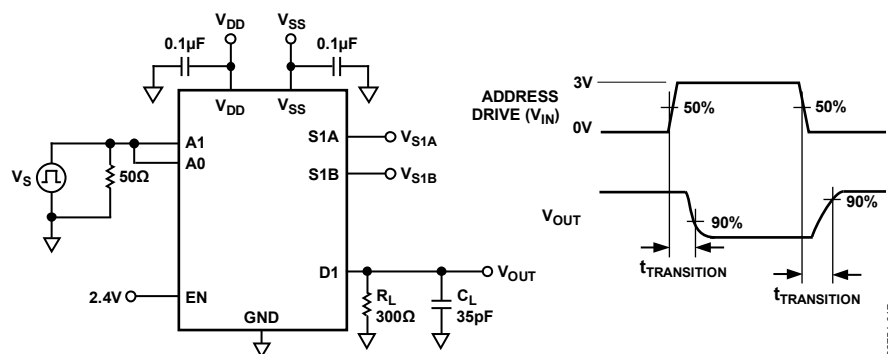 VDD
VSS
0.1µF
0.1µF
VDD
VSS
A1
A0
S1A
VS1A
S1B
VS1B
VS
50Ω
D1
VOUT
2.4V
EN
RL
300Ω
CL
35pF
GND
ADDRESS
DRIVE (VIN)
3V
0V
50%
50%
VOUT
90%
90%
tTRANSITION
tTRANSITION